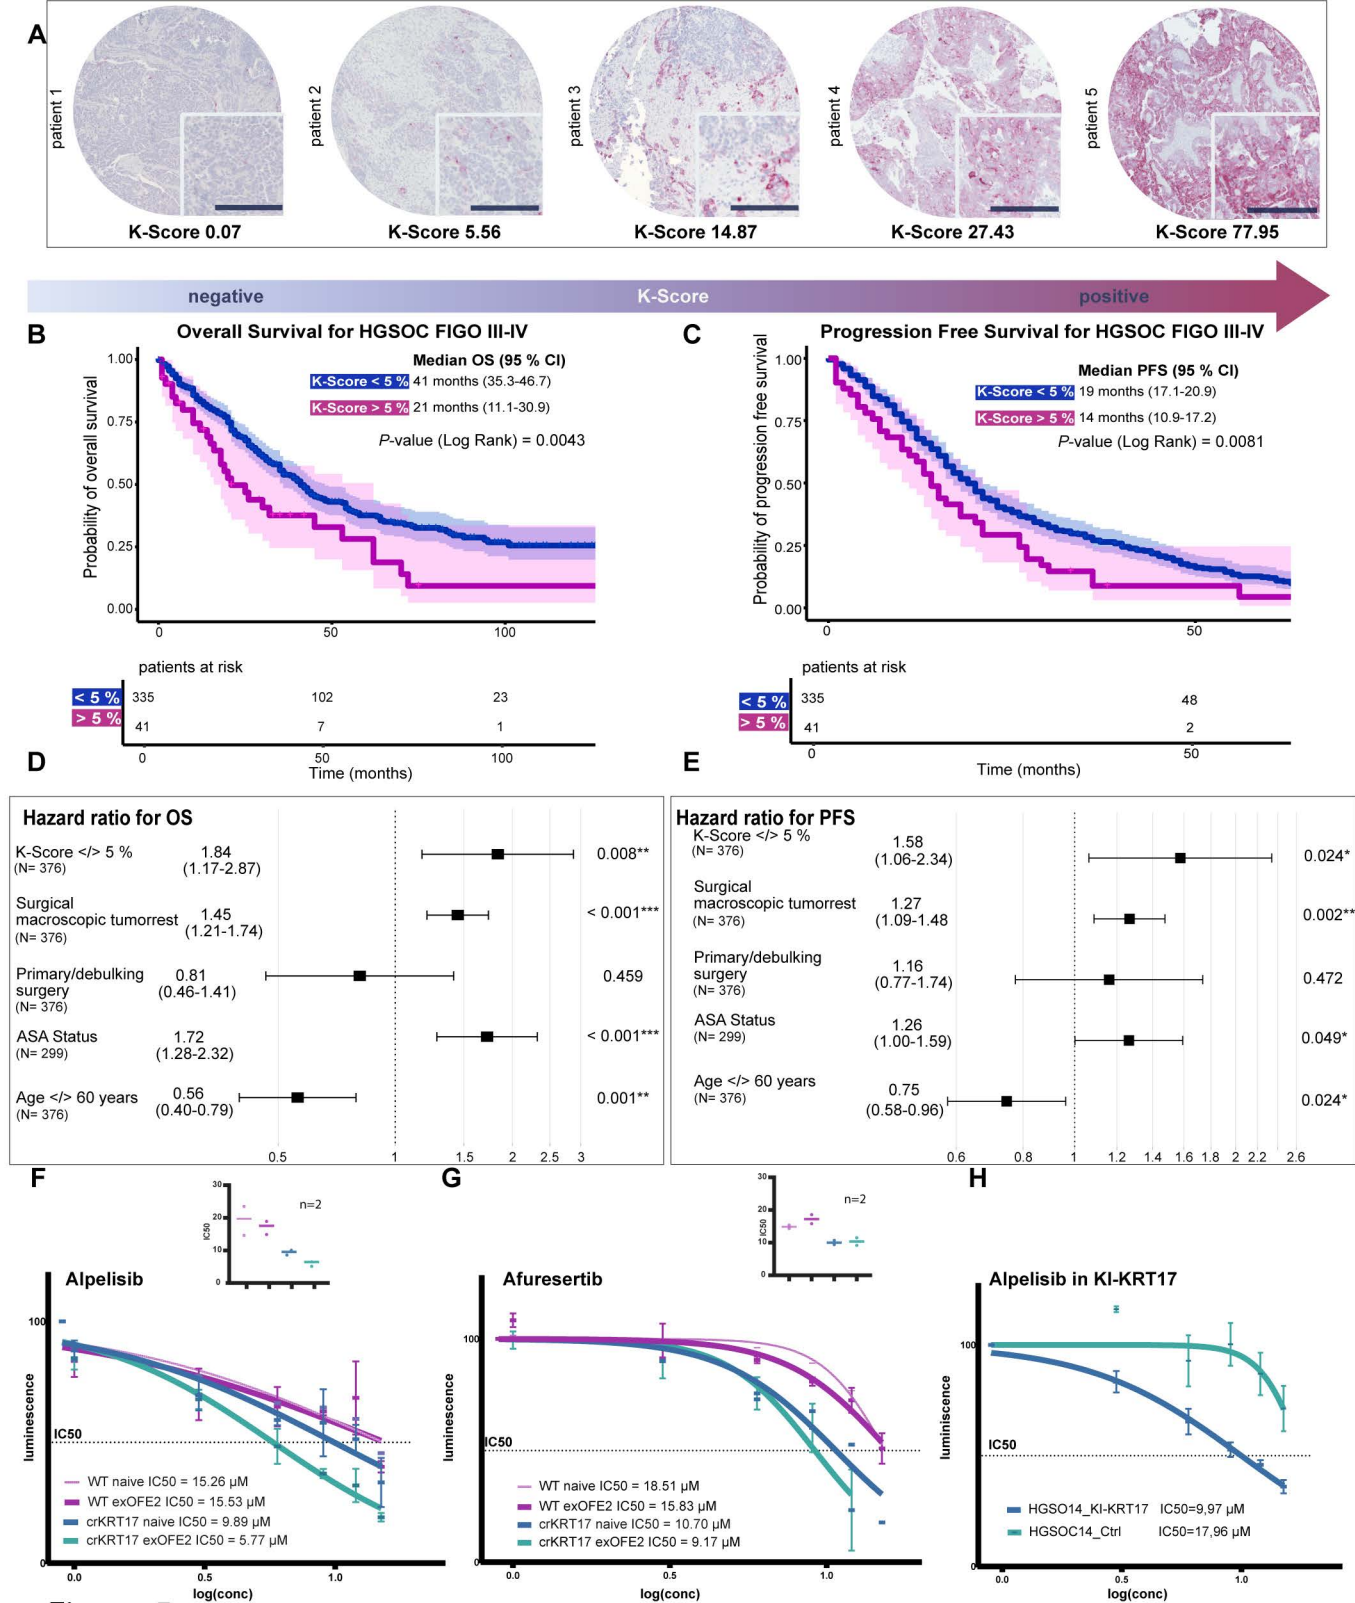 A
patient 1
patient 2
patient 3
patient 4
patient 5
K-Score 0.07
K-Score 5.56
K-Score 14.87
K-Score 27.43
K-Score 77.95
negative
K-Score
positive
B
Overall Survival for HGSOC FIGO III-IV
Median OS (95 % CI)
K-Score < 5 % 41 months (35.3-46.7)
K-Score > 5 % 21 months (11.1-30.9)
P-value (Log Rank) = 0.0043
Probability of overall survival
1.00
0.75
0.50
0.25
0.00
0 50 100
patients at risk
< 5 % 335 102 23
> 5 % 41 7 1
0 50 100
Time (months)
C
Progression Free Survival for HGSOC FIGO III-IV
Median PFS (95 % CI)
K-Score < 5 % 19 months (17.1-20.9)
K-Score > 5 % 14 months (10.9-17.2)
P-value (Log Rank) = 0.0081
Probability of progression free survival
1.00
0.75
0.50
0.25
0.00
0 50
patients at risk
< 5 % 335 48
> 5 % 41 2
0 50
Time (months)
D
Hazard ratio for OS
K-Score </> 5 % 1.84 0.008**
(N= 376) (1.17-2.87)
Surgical
macroscopic tumorrest 1.45 < 0.001***
(N= 376) (1.21-1.74)
Primary/debulking 0.81 0.459
surgery (0.46-1.41)
(N= 376)
ASA Status 1.72 < 0.001***
(N= 299) (1.28-2.32)
Age </> 60 years 0.56 0.001**
(N= 376) (0.40-0.79)
0.5 1 1.5 2 2.5 3
E
Hazard ratio for PFS
K-Score </> 5 % 1.58 0.024*
(N= 376) (1.06-2.34)
Surgical
macroscopic tumorrest 1.27 0.002**
(N= 376) (1.09-1.48
Primary/debulking 1.16 0.472
surgery (0.77-1.74)
(N= 376)
ASA Status 1.26 0.049*
(N= 299) (1.00-1.59)
Age </> 60 years 0.75 0.024*
(N= 376) (0.58-0.96)
0.6 0.8 1 1.2 1.4 1.6 1.8 2 2.2 2.6
F
30
20
10
0
IC50
n=2
Alpelisib
100
0
luminescence
IC50
WT naive IC50 = 15.26 µM
WT exOFE2 IC50 = 15.53 µM
crKRT17 naive IC50 = 9.89 µM
crKRT17 exOFE2 IC50 = 5.77 µM
0.0 0.5 1.0
log(conc)
G
30
20
10
0
IC50
n=2
Afuresertib
100
0
luminescence
IC50
WT naive IC50 = 18.51 µM
WT exOFE2 IC50 = 15.83 µM
crKRT17 naive IC50 = 10.70 µM
crKRT17 exOFE2 IC50 = 9.17 µM
0.0 0.5 1.0
log(conc)
H
Alpelisib in KI-KRT17
100
0
luminiscence
IC50
HGSO14_KI-KRT17 IC50=9,97 µM
HGSOC14_Ctrl IC50=17,96 µM
0.0 0.5 1.0
log(conc)